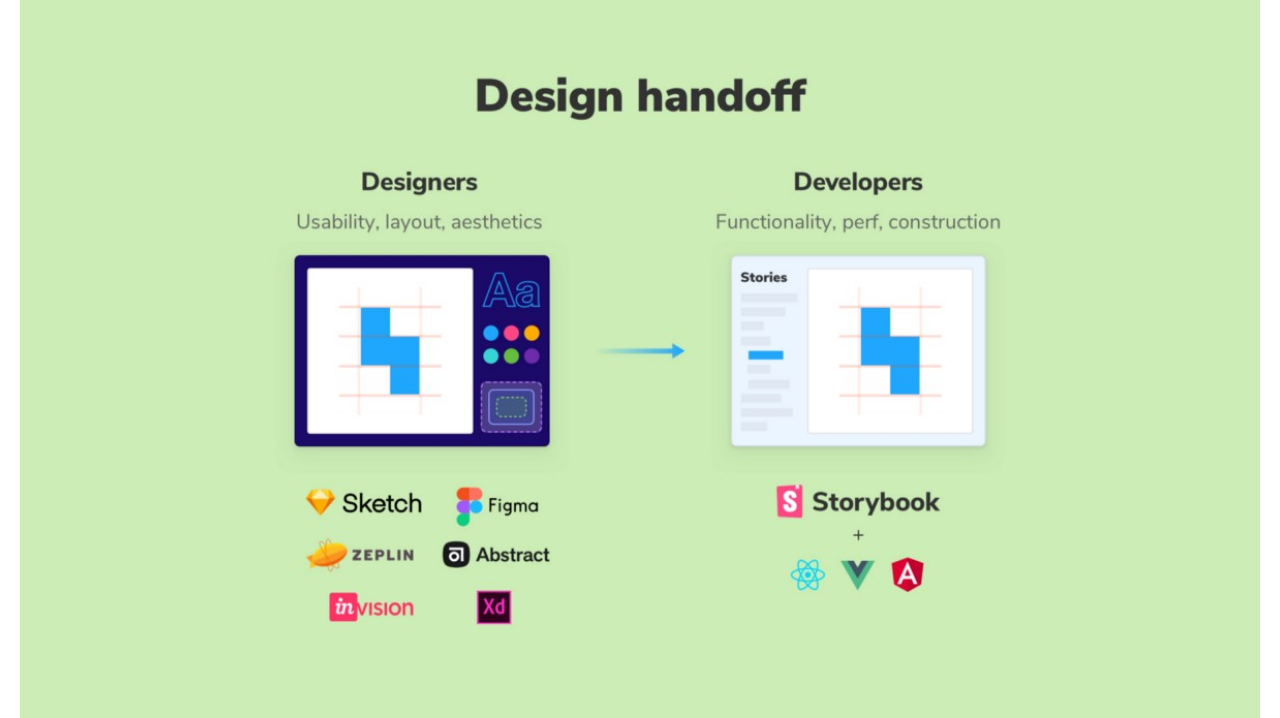 Design handoff
Designers
Usability, layout, aesthetics
Aa
Sketch
Figma
ZEPLIN
Abstract
inVISION
Xd
Developers
Functionality, perf, construction
Stories
S Storybook
+
A